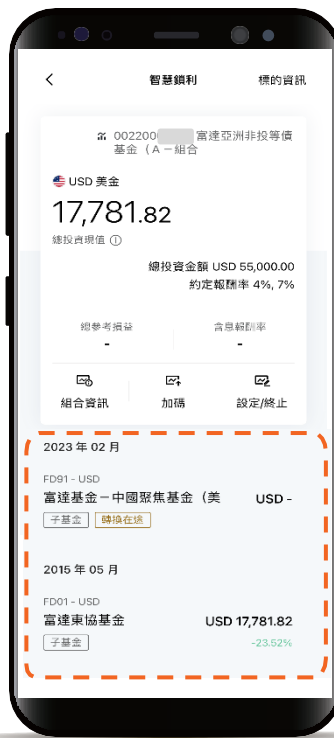 智慧鎖利
標的資訊
002200 富達亞洲非投等債
基金（A－組合
USD 美金
17,781.82
總投資現值
總投資金額 USD 55,000.00
約定報酬率 4%, 7%
總參考損益
含息報酬率
-
-
組合資訊
加碼
設定/終止
2023 年 02 月
FD91 - USD
富達基金－中國聚焦基金（美
USD -
子基金
轉換在途
2015 年 05 月
FD01 - USD
富達東協基金
USD 17,781.82
子基金
-23.52%